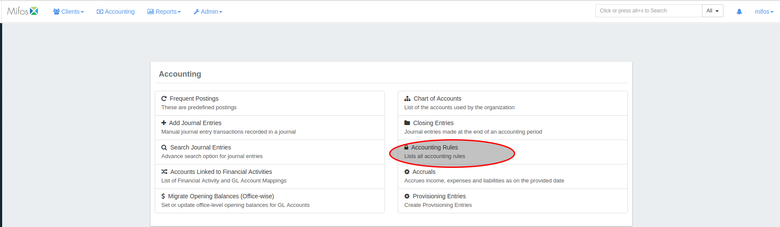 Mifos Clients Accounting Reports Admin Click or press alt+x to Search All mifos
Accounting
Frequent Postings
These are predefined postings
Add Journal Entries
Manual journal entry transactions recorded in a journal
Search Journal Entries
Advance search option for journal entries
Accounts Linked to Financial Activities
List of Financial Activity and GL Account Mappings
Migrate Opening Balances (Office-wise)
Set or update office-level opening balances for GL Accounts
Chart of Accounts
List of the accounts used by the organization
Closing Entries
Journal entries made at the end of an accounting period
Accounting Rules
Lists all accounting rules
Accruals
Accrues income, expenses and liabilities as on the provided date
Provisioning Entries
Create Provisioning Entries